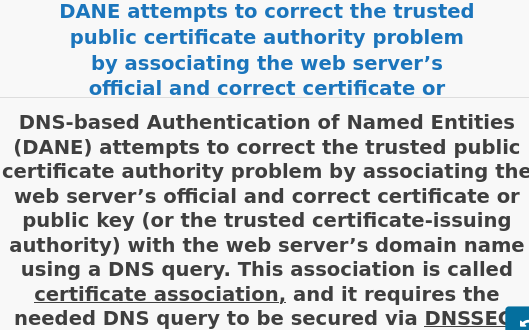 DANE attempts to correct the trusted
public certificate authority problem
by associating the web server’s
official and correct certificate or
DNS-based Authentication of Named Entities
(DANE) attempts to correct the trusted public
certificate authority problem by associating the
web server’s official and correct certificate or
public key (or the trusted certificate-issuing
authority) with the web server’s domain name
using a DNS query. This association is called
certificate association, and it requires the
needed DNS query to be secured via DNSSEC